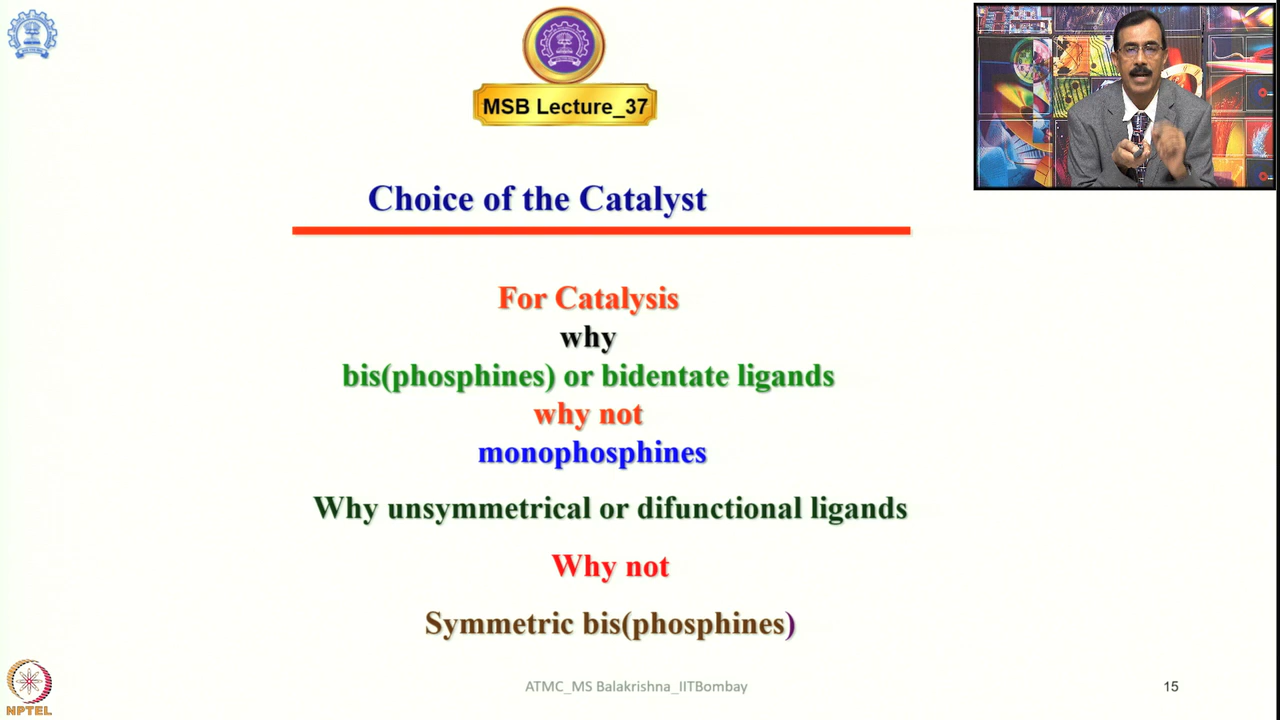 MSB Lecture_37
Choice of the Catalyst
For Catalysis
why
bis(phosphines) or bidentate ligands
why not
monophosphines
Why unsymmetrical or difunctional ligands
Why not
Symmetric bis(phosphines)
NPTEL
ATMC_MS Balakrishna_IITBombay
15